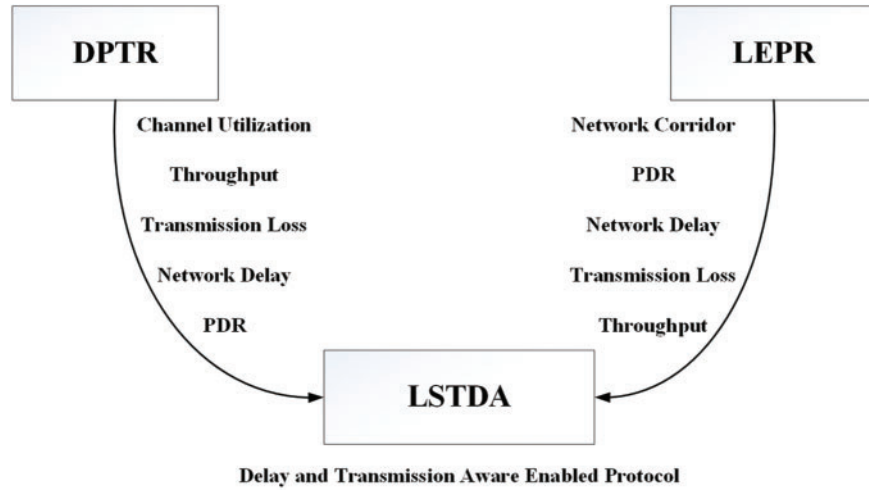 DPTR
LEPR
Channel Utilization
Throughput
Transmission Loss
Network Delay
PDR
Network Corridor
PDR
Network Delay
Transmission Loss
Throughput
LSTDA
Delay and Transmission Aware Enabled Protocol